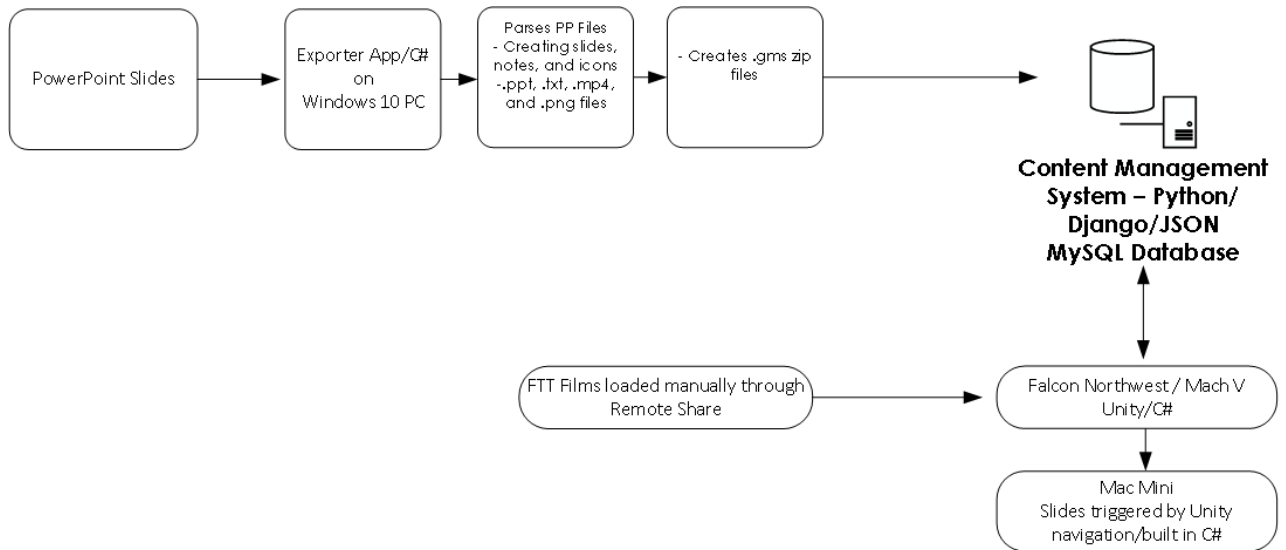 PowerPoint Slides
Exporter App/C#
on
Windows 10 PC
Parses PP Files
- Creating slides,
notes, and icons
-.ppt, .txt, .mp4,
and .png files
- Creates .gms zip
files
Content Management
System – Python/
Django/JSON
MySQL Database
FTT Films loaded manually through
Remote Share
Falcon Northwest / Mach V
Unity/C#
Mac Mini
Slides triggered by Unity
navigation/built in C#